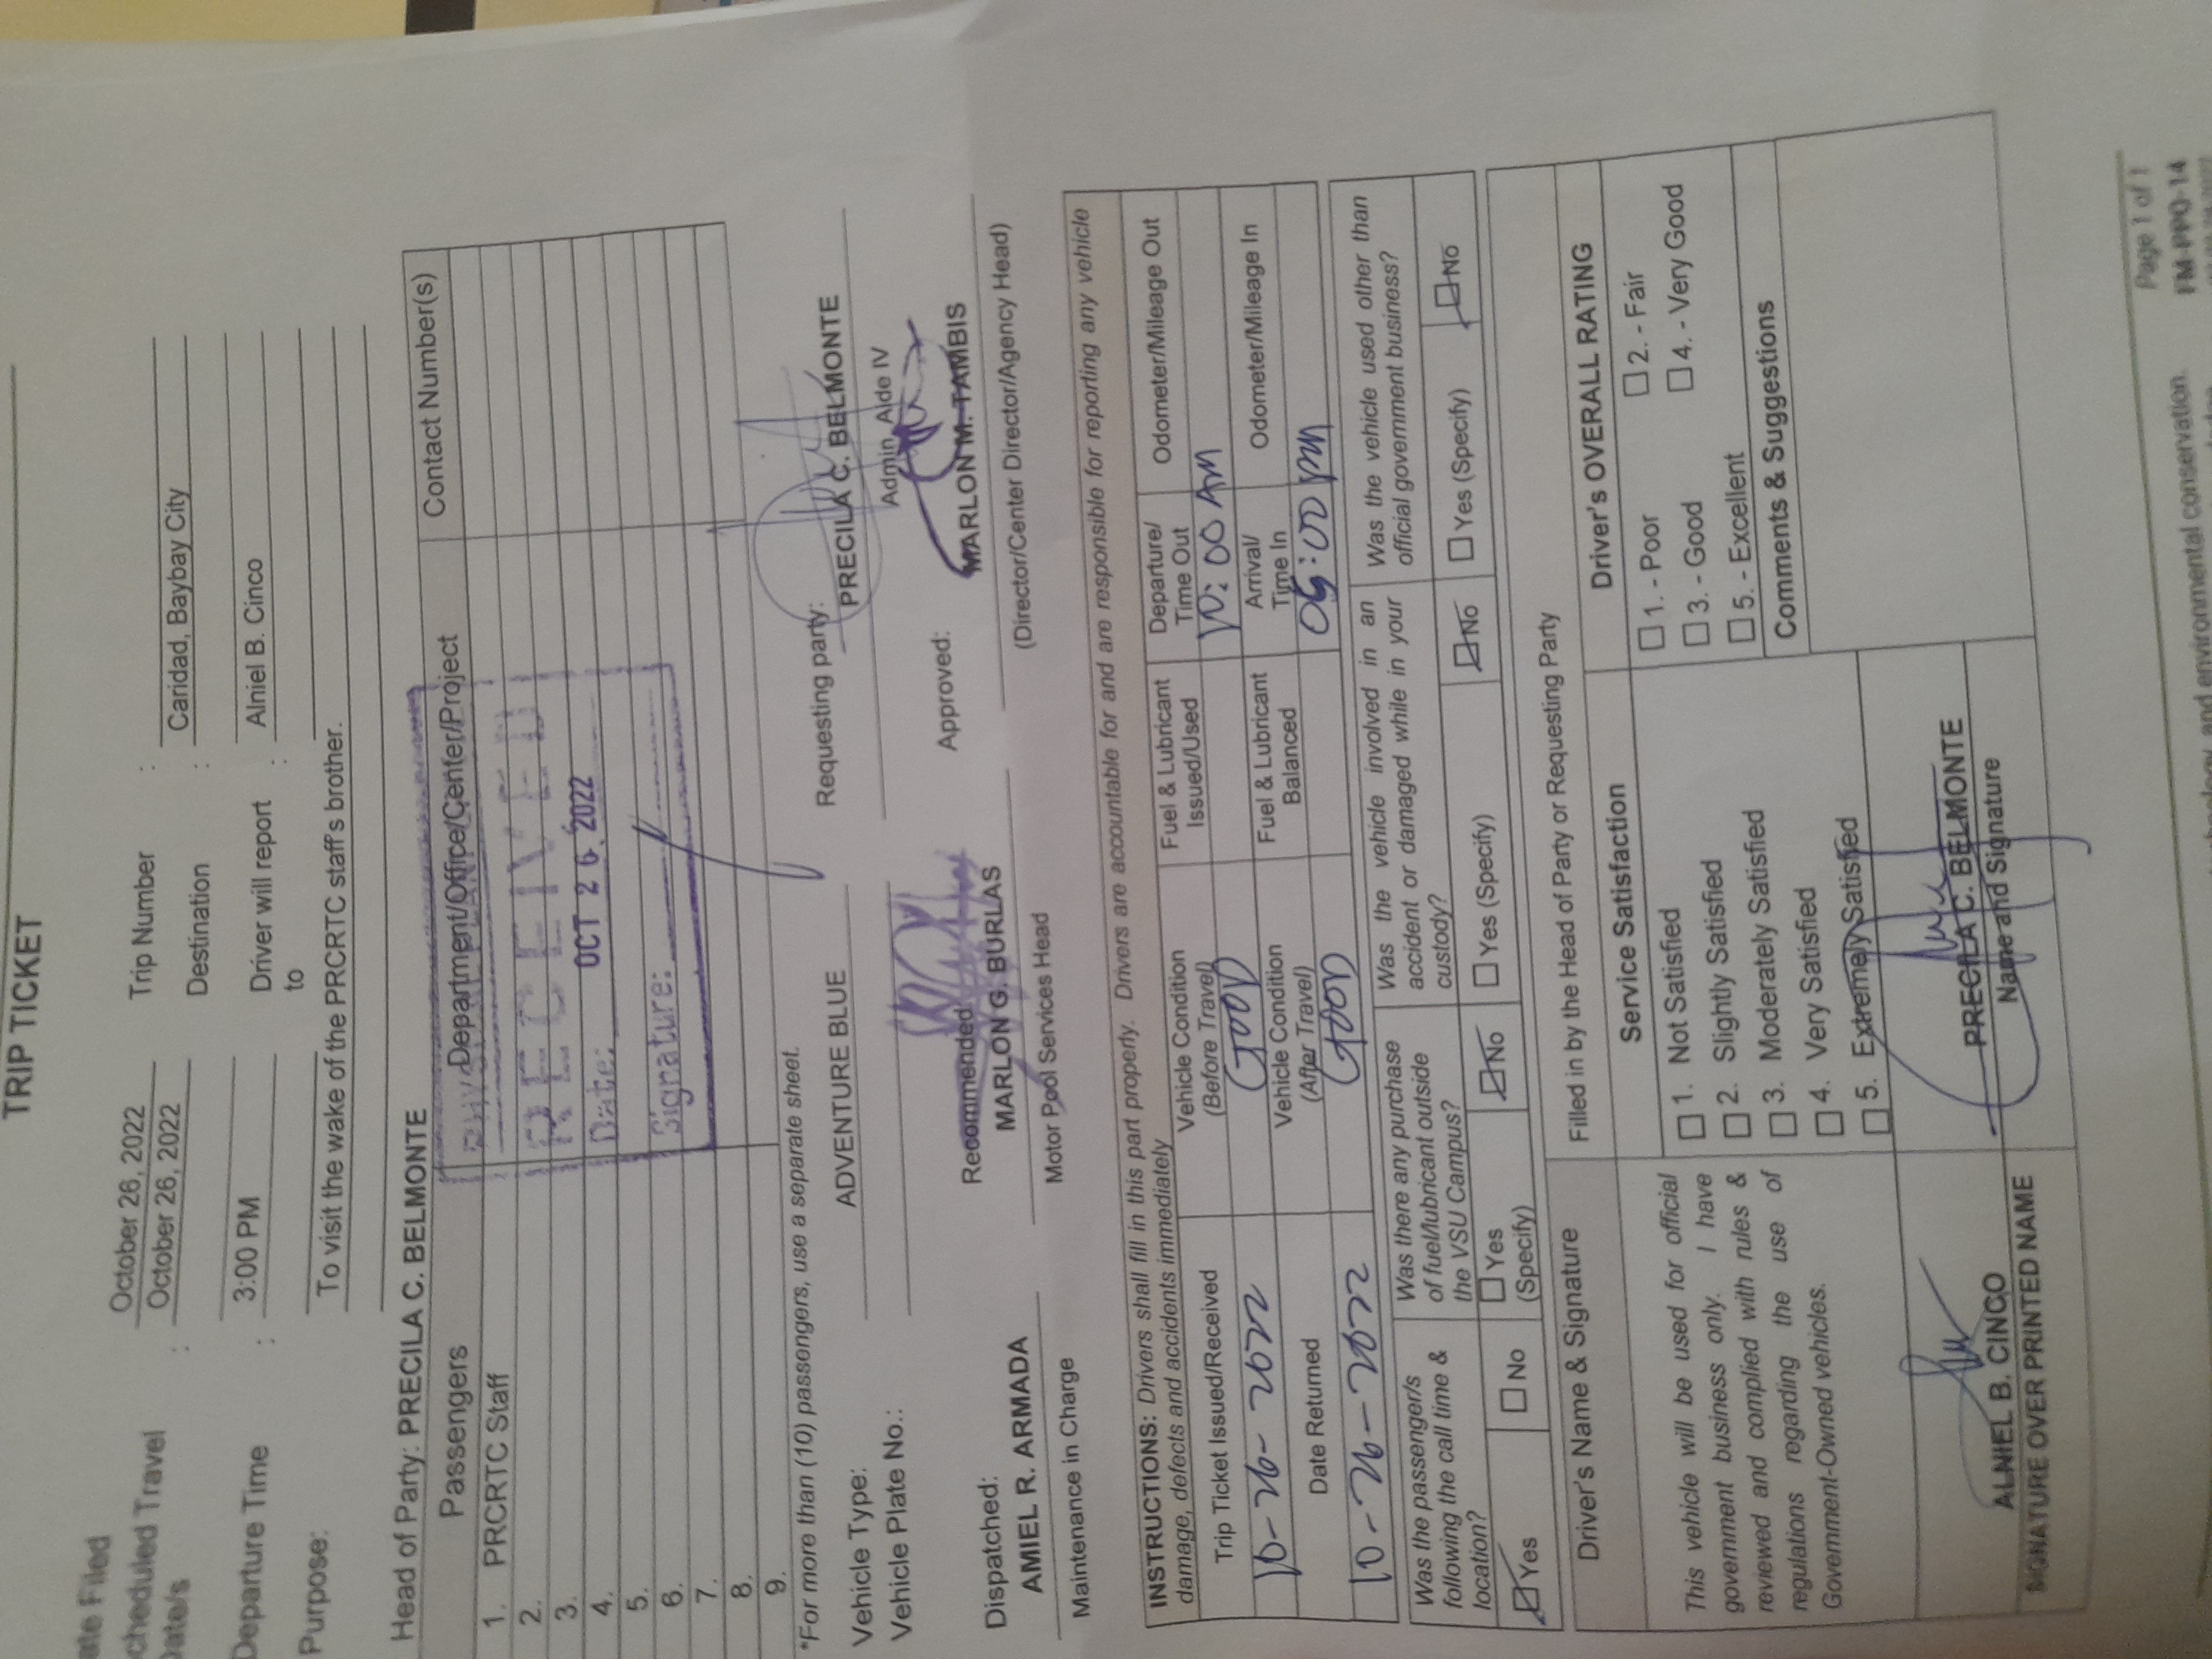 TRIP TICKET
ate Filed October 26, 2022 Trip Number :
cheduled Travel : October 26, 2022 Destination : Caridad, Baybay City
Date/s
Departure Time : 3:00 PM Driver will report : Alniel B. Cinco
to
Purpose: To visit the wake of the PRCRTC staff's brother.
Head of Party: PRECILA C. BELMONTE
Passengers Department/Office/Center/Project Contact Number(s)
1. PRCRTC Staff
2.
3.
4.
5.
6.
7.
8.
9.
RECEIVED
Date: OCT 26 2022
Signature:
*For more than (10) passengers, use a separate sheet.
Vehicle Type: ADVENTURE BLUE Requesting party:
Vehicle Plate No.: PRECILA C. BELMONTE
Admin. Aide IV
Dispatched: Recommended Approved:
AMIEL R. ARMADA MARLON G. BURLAS MARLON M. TAMBIS
Maintenance in Charge Motor Pool Services Head (Director/Center Director/Agency Head)
INSTRUCTIONS: Drivers shall fill in this part properly. Drivers are accountable for and are responsible for reporting any vehicle
damage, defects and accidents immediately
Trip Ticket Issued/Received Vehicle Condition (Before Travel) Fuel & Lubricant Issued/Used Departure/ Time Out Odometer/Mileage Out
10-26-2022 GOOD 10:00 AM
Date Returned Vehicle Condition (After Travel) Fuel & Lubricant Balanced Arrival/ Time In Odometer/Mileage In
10-26-2022 GOOD 05:00 PM
Was the passenger/s following the call time & location?
Yes No
Was there any purchase of fuel/lubricant outside the VSU Campus?
Yes (Specify) No
Was the vehicle involved in an accident or damaged while in your custody?
Yes (Specify) No
Was the vehicle used other than official government business?
Yes (Specify) No
Driver's Name & Signature
This vehicle will be used for official
government business only. I have
reviewed and complied with rules &
regulations regarding the use of
Government-Owned vehicles.
ALNIEL B. CINCO
SIGNATURE OVER PRINTED NAME
Filled in by the Head of Party or Requesting Party
Service Satisfaction
1. Not Satisfied
2. Slightly Satisfied
3. Moderately Satisfied
4. Very Satisfied
5. Extremely Satisfied
PRECILA C. BELMONTE
Name and Signature
Driver's OVERALL RATING
1. - Poor 2. - Fair
3. - Good 4. - Very Good
5. - Excellent
Comments & Suggestions
Page 1 of 1
FM-PPO-14
and environmental conservation.